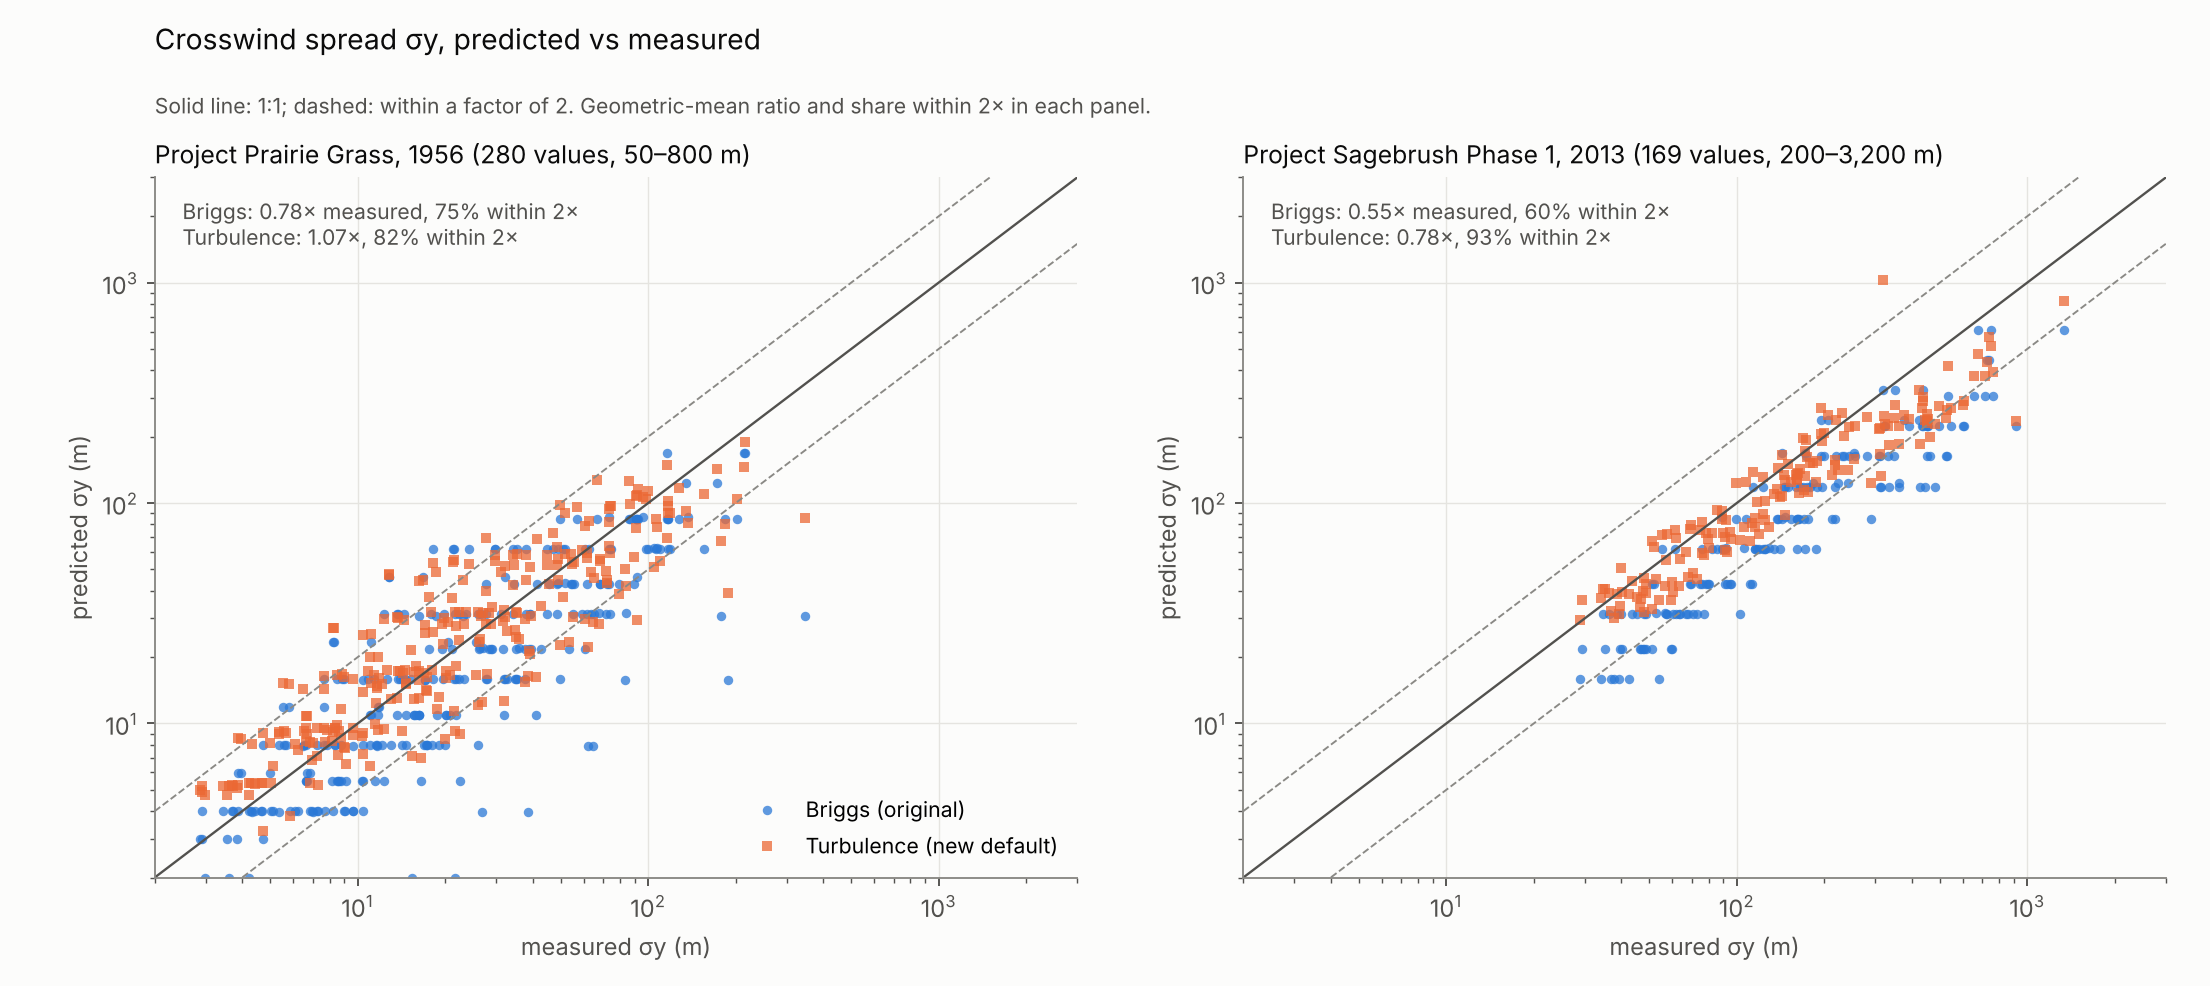 Crosswind spread σy, predicted vs measured
Solid line: 1:1; dashed: within a factor of 2. Geometric-mean ratio and share within 2× in each panel.
Project Prairie Grass, 1956 (280 values, 50–800 m)
Briggs: 0.78× measured, 75% within 2×
Turbulence: 1.07×, 82% within 2×
predicted σy (m)
10³
10²
10¹
Briggs (original)
Turbulence (new default)
10¹ 10² 10³
measured σy (m)
Project Sagebrush Phase 1, 2013 (169 values, 200–3,200 m)
Briggs: 0.55× measured, 60% within 2×
Turbulence: 0.78×, 93% within 2×
predicted σy (m)
10³
10²
10¹
10¹ 10² 10³
measured σy (m)